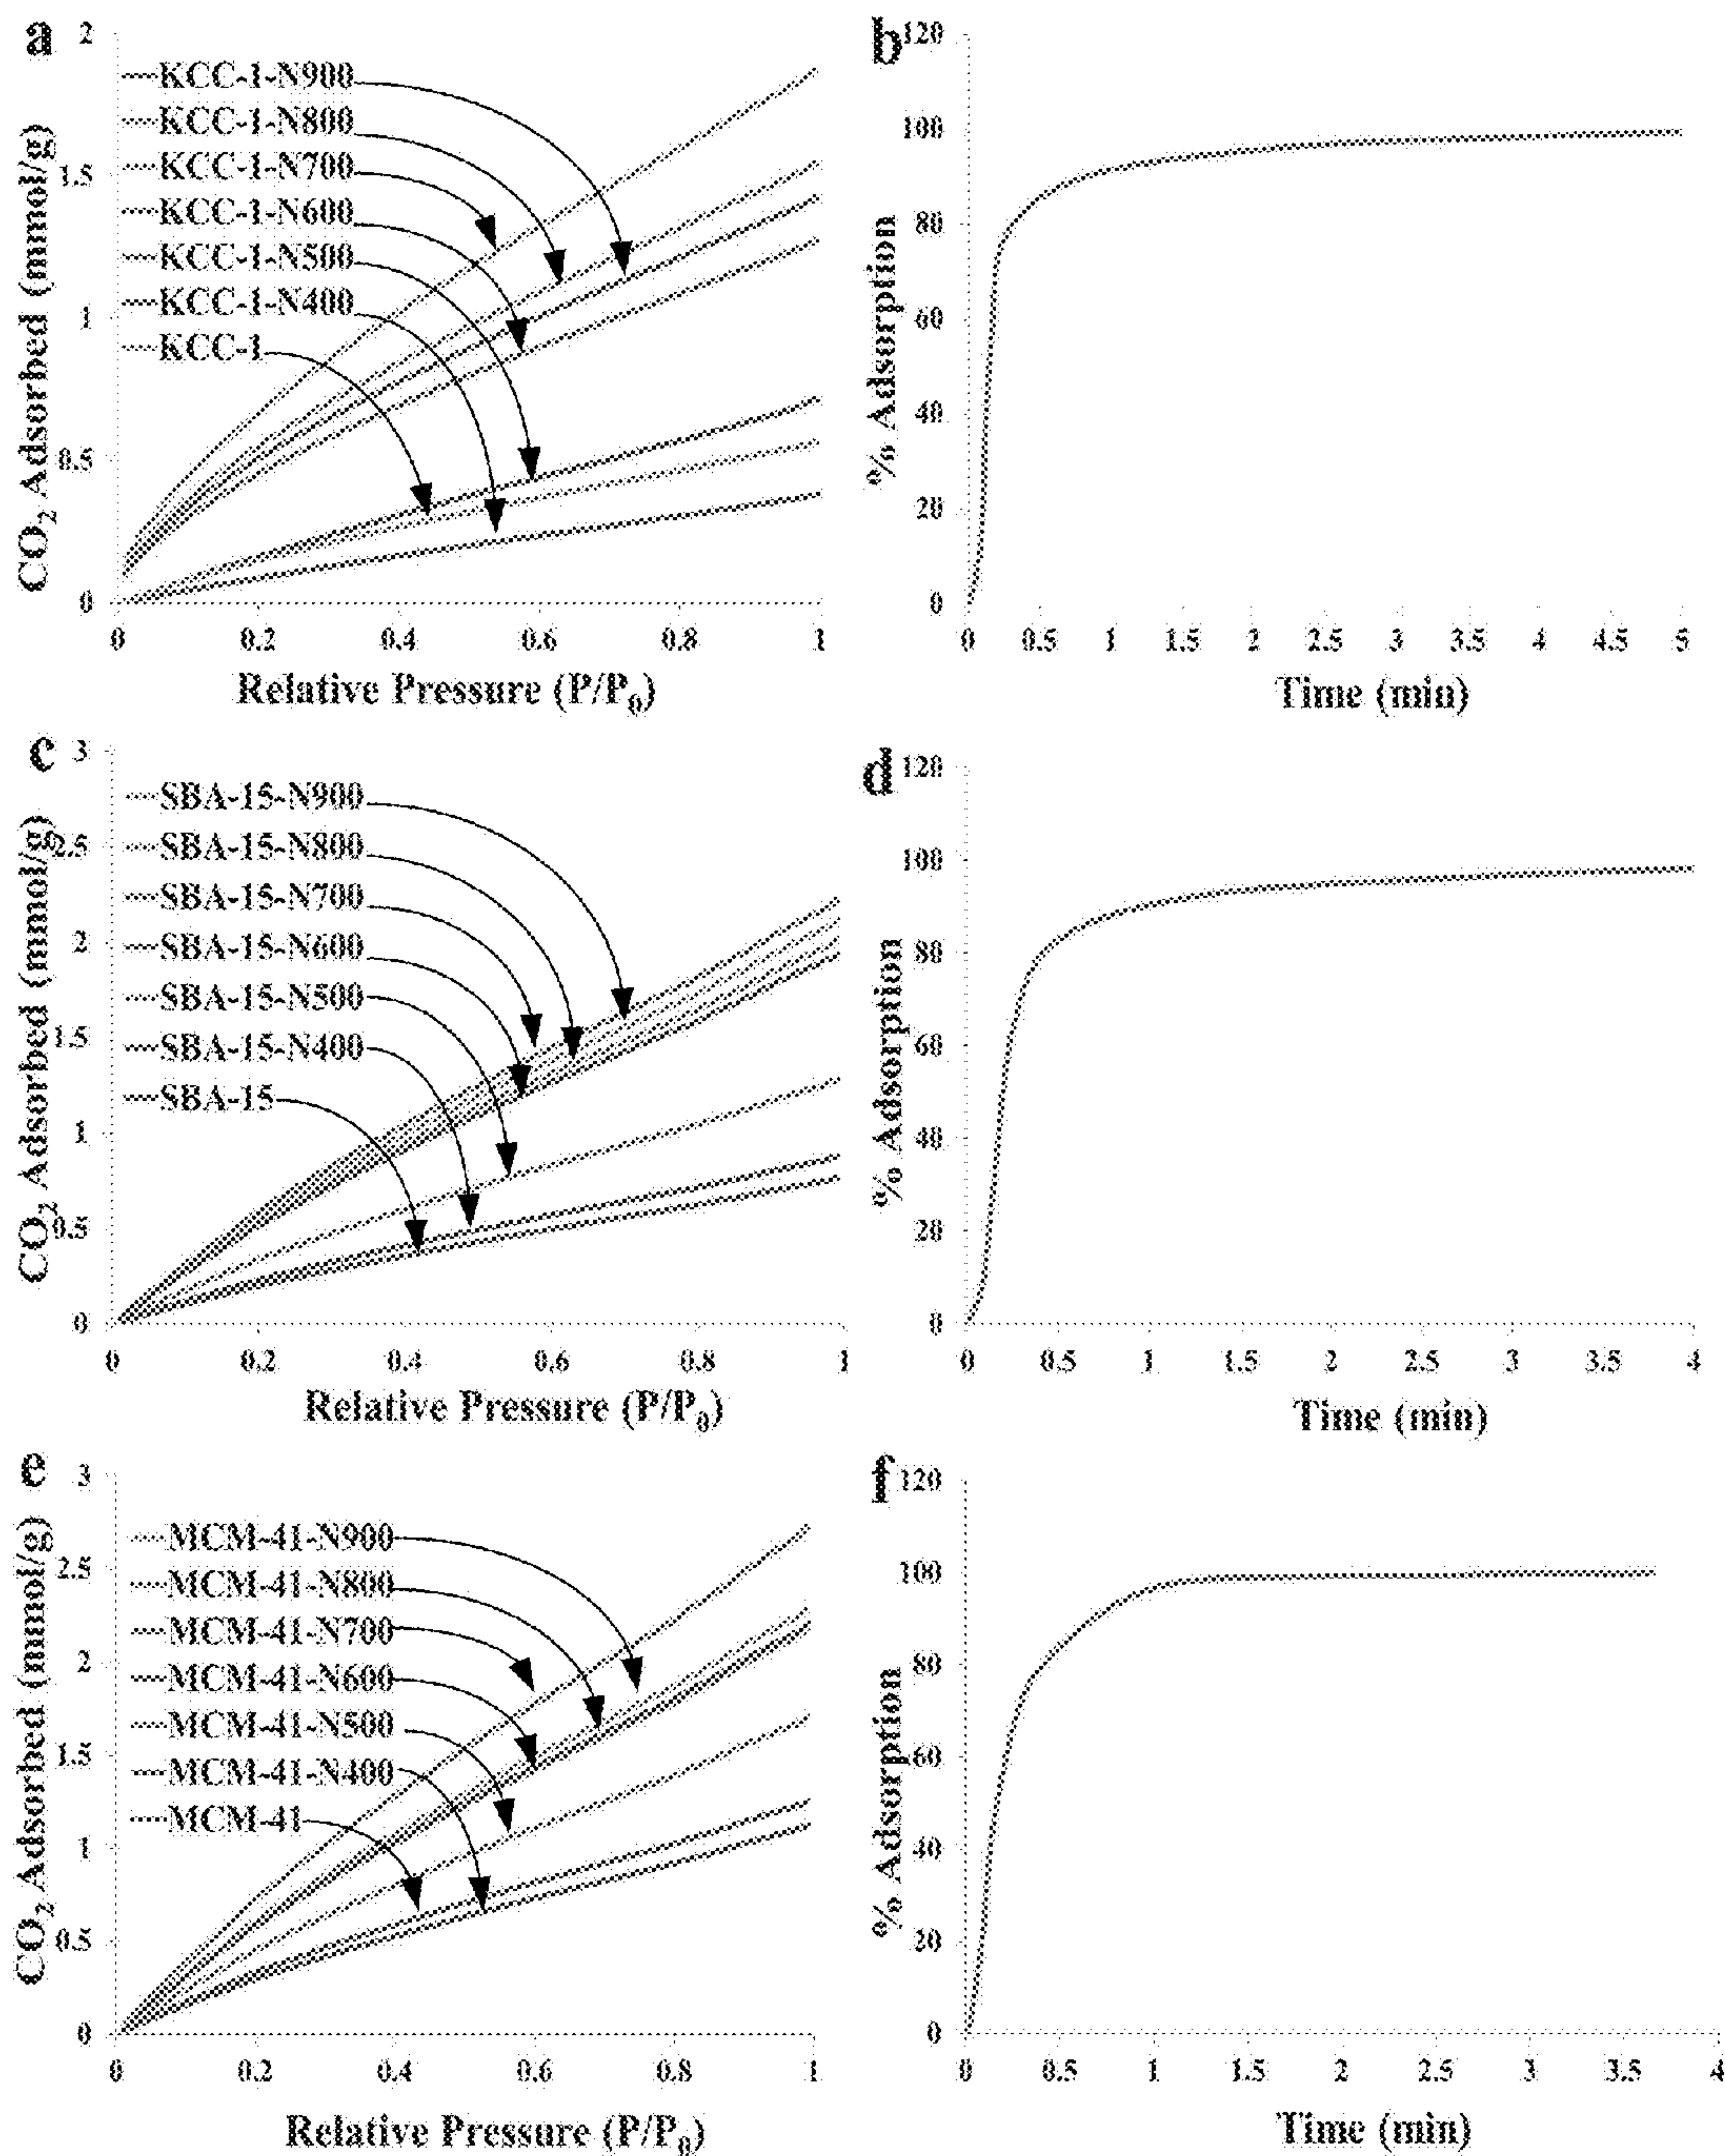 a
CO₂ Adsorbed (mmol/g)
2
1.5
1
0.5
0
KCC-1-N900
KCC-1-N800
KCC-1-N700
KCC-1-N600
KCC-1-N500
KCC-1-N400
KCC-1
0 0.2 0.4 0.6 0.8 1
Relative Pressure (P/P₀)
b
% Adsorption
120
100
80
60
40
20
0
0 0.5 1 1.5 2 2.5 3 3.5 4 4.5 5
Time (min)
c
CO₂ Adsorbed (mmol/g)
3
2.5
2
1.5
1
0.5
0
SBA-15-N900
SBA-15-N800
SBA-15-N700
SBA-15-N600
SBA-15-N500
SBA-15-N400
SBA-15
0 0.2 0.4 0.6 0.8 1
Relative Pressure (P/P₀)
d
% Adsorption
120
100
80
60
40
20
0
0 0.5 1 1.5 2 2.5 3 3.5 4
Time (min)
e
CO₂ Adsorbed (mmol/g)
3
2.5
2
1.5
1
0.5
0
MCM-41-N900
MCM-41-N800
MCM-41-N700
MCM-41-N600
MCM-41-N500
MCM-41-N400
MCM-41
0 0.2 0.4 0.6 0.8 1
Relative Pressure (P/P₀)
f
% Adsorption
120
100
80
60
40
20
0
0 0.5 1 1.5 2 2.5 3 3.5 4
Time (min)